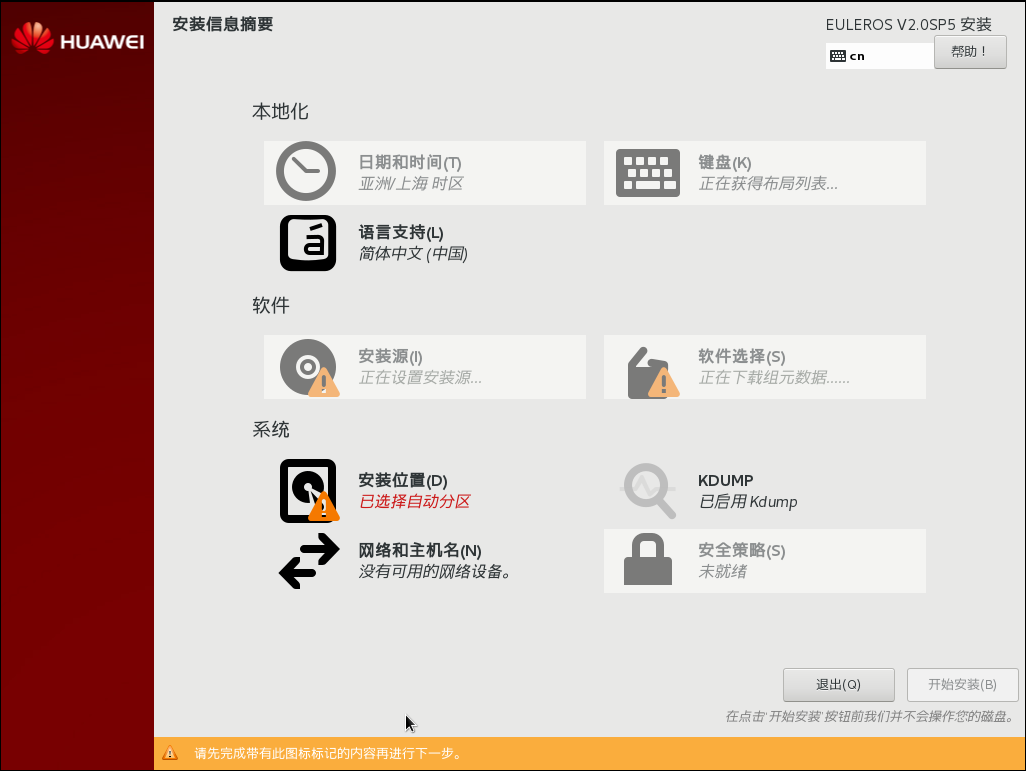 HUAWEI
安装信息摘要
EULEROS V2.0SP5 安装
cn
帮助！
本地化
日期和时间(T)
亚洲/上海 时区
键盘(K)
正在获得布局列表...
á
语言支持(L)
简体中文 (中国)
软件
安装源(I)
正在设置安装源...
软件选择(S)
正在下载组元数据......
系统
安装位置(D)
已选择自动分区
KDUMP
已启用 Kdump
网络和主机名(N)
没有可用的网络设备。
安全策略(S)
未就绪
退出(Q)
开始安装(B)
在点击'开始安装'按钮前我们并不会操作您的磁盘。
请先完成带有此图标标记的内容再进行下一步。